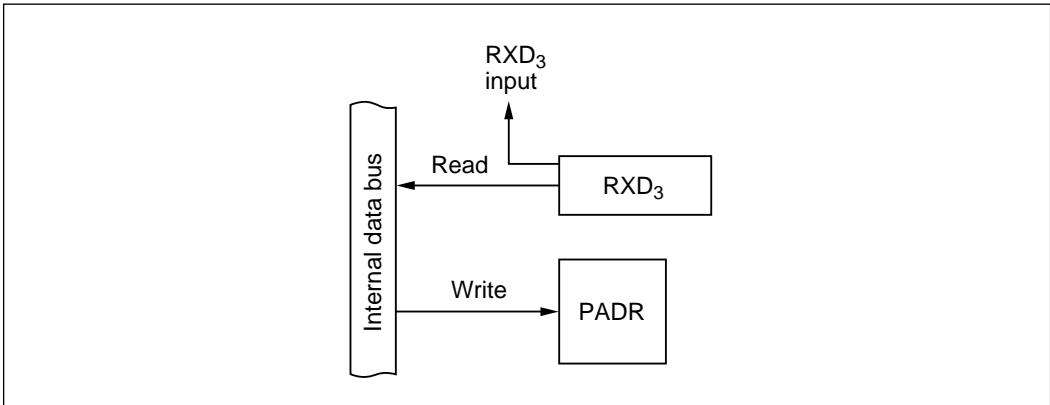 RXD₃
input
Read
RXD₃
Internal data bus
Write
PADR